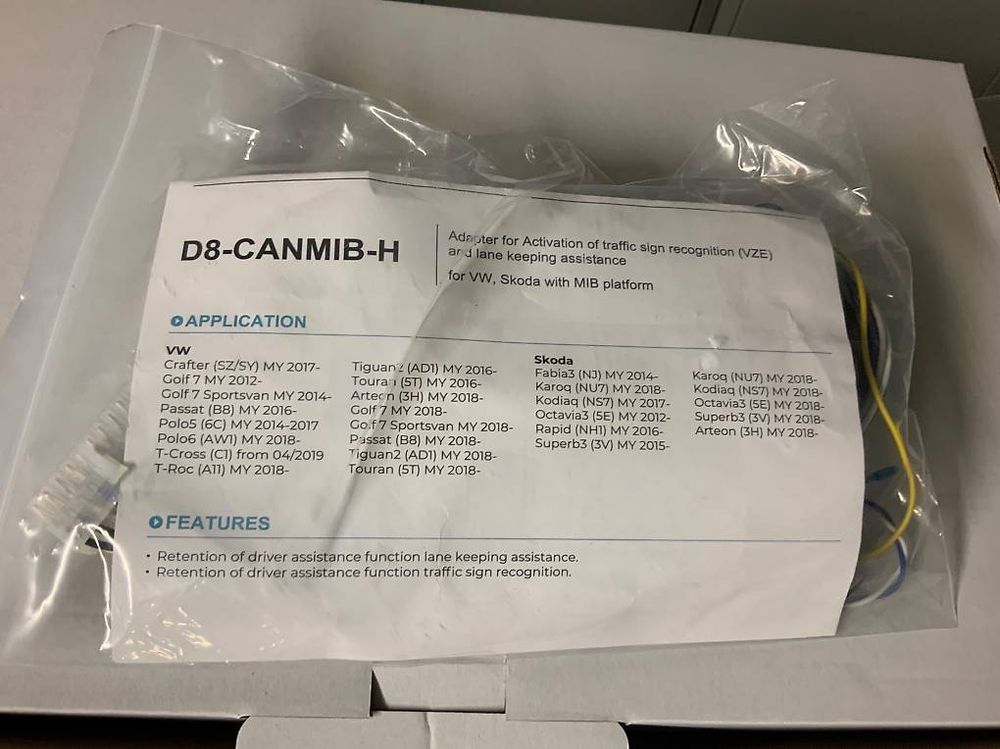 D8-CANMIB-H
Adapter for Activation of traffic sign recognition (VZE)
and lane keeping assistance
for VW, Skoda with MIB platform
APPLICATION
VW
Crafter (SZ/SY) MY 2017-
Golf 7 MY 2012-
Golf 7 Sportsvan MY 2014-
Passat (B8) MY 2016-
Polo5 (6C) MY 2014-2017
Polo6 (AW1) MY 2018-
T-Cross (C1) from 04/2019
T-Roc (A11) MY 2018-
Tiguan2 (AD1) MY 2016-
Touran (5T) MY 2016-
Arteon (3H) MY 2018-
Golf 7 MY 2018-
Golf 7 Sportsvan MY 2018-
Passat (B8) MY 2018-
Tiguan2 (AD1) MY 2018-
Touran (5T) MY 2018-
Skoda
Fabia3 (NJ) MY 2014-
Karoq (NU7) MY 2018-
Kodiaq (NS7) MY 2017-
Octavia3 (5E) MY 2012-
Rapid (NH1) MY 2016-
Superb3 (3V) MY 2015-
Karoq (NU7) MY 2018-
Kodiaq (NS7) MY 2018-
Octavia3 (5E) MY 2018-
Superb3 (3V) MY 2018-
Arteon (3H) MY 2018-
FEATURES
• Retention of driver assistance function lane keeping assistance.
• Retention of driver assistance function traffic sign recognition.